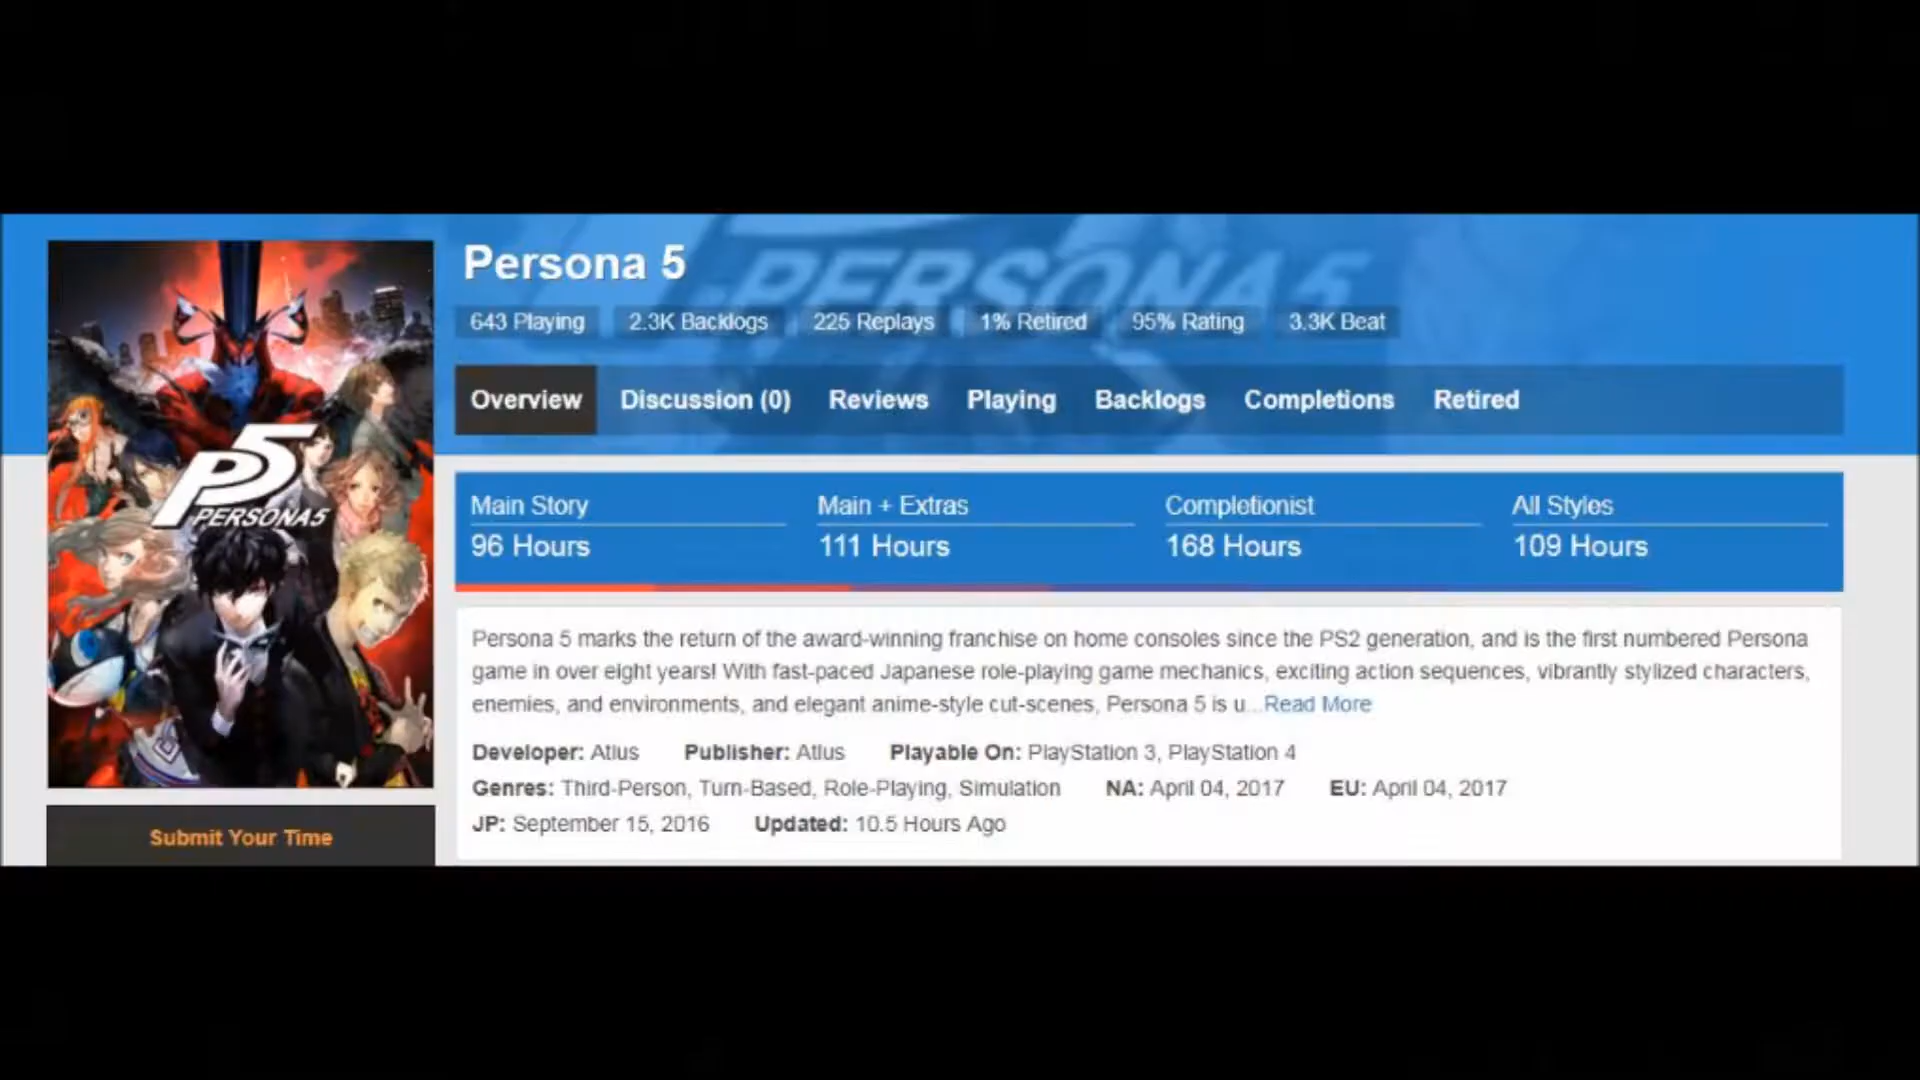 Persona 5
643 Playing 2.3K Backlogs 225 Replays 1% Retired 95% Rating 3.3K Beat
Overview Discussion (0) Reviews Playing Backlogs Completions Retired
Main Story Main + Extras Completionist All Styles
96 Hours 111 Hours 168 Hours 109 Hours
Persona 5 marks the return of the award-winning franchise on home consoles since the PS2 generation, and is the first numbered Persona
game in over eight years! With fast-paced Japanese role-playing game mechanics, exciting action sequences, vibrantly stylized characters,
enemies, and environments, and elegant anime-style cut-scenes, Persona 5 is u...Read More
Developer: Atlus Publisher: Atlus Playable On: PlayStation 3, PlayStation 4
Genres: Third-Person, Turn-Based, Role-Playing, Simulation NA: April 04, 2017 EU: April 04, 2017
JP: September 15, 2016 Updated: 10.5 Hours Ago
P5
PERSONA5
Submit Your Time
PERSONA5